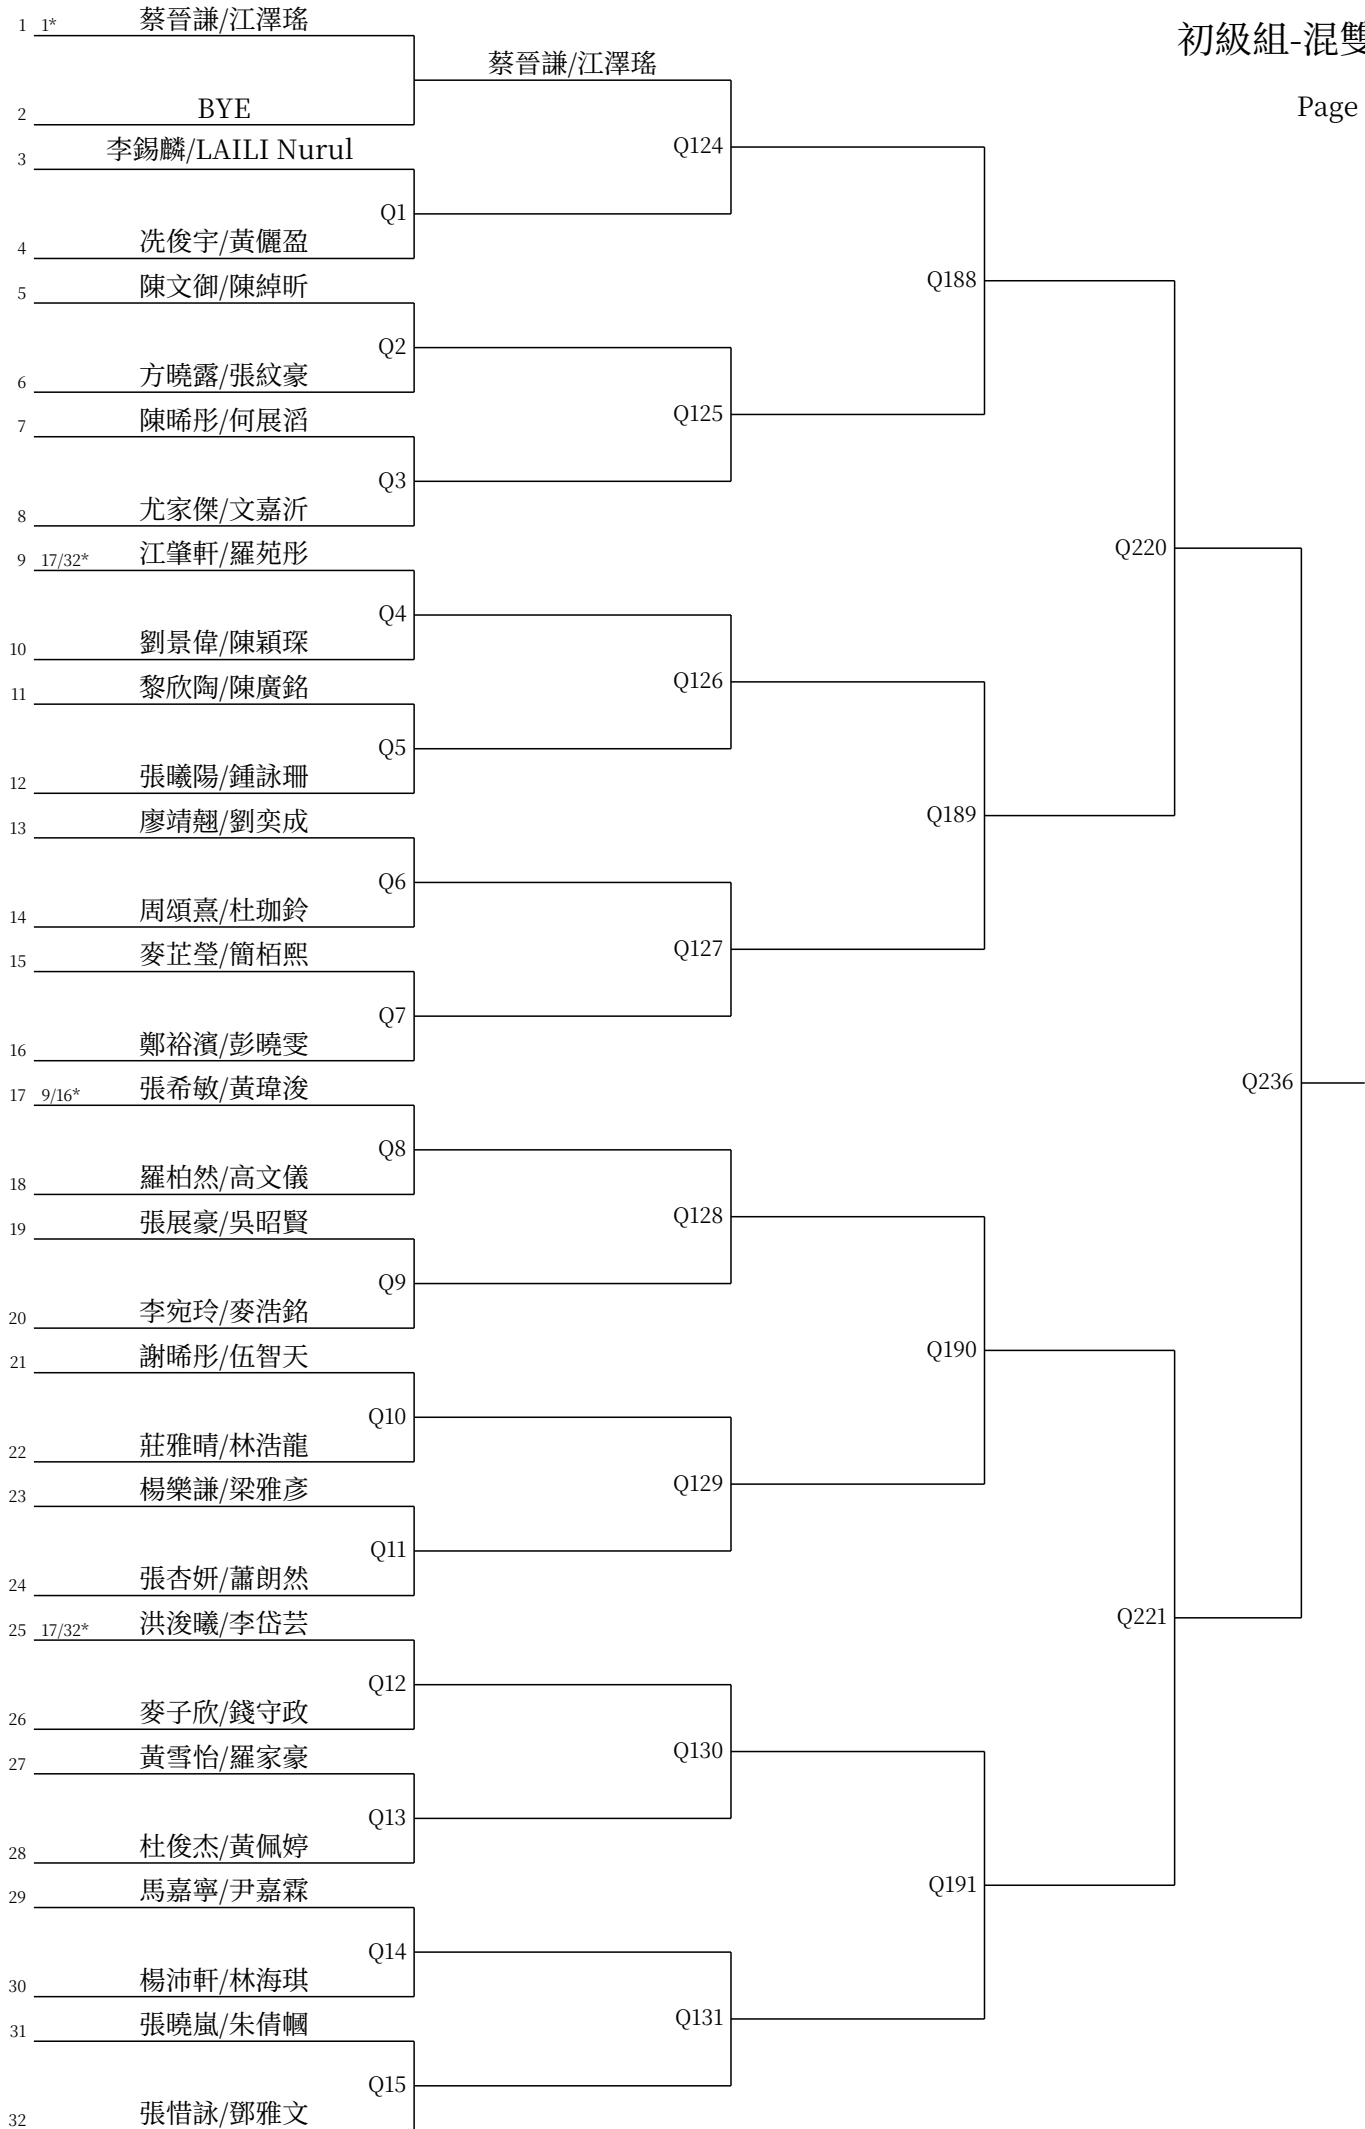 初級組-混雙
Page
1 1* 蔡晉謙/江澤瑤
蔡晉謙/江澤瑤
2 BYE
3 李錫麟/LAILI Nurul
Q124
Q1
4 冼俊宇/黃儷盈
5 陳文御/陳綽昕
Q188
Q2
6 方曉露/張紋豪
7 陳晞彤/何展滔
Q125
Q3
8 尤家傑/文嘉沂
9 17/32* 江肇軒/羅苑彤
Q220
Q4
10 劉景偉/陳穎琛
11 黎欣陶/陳廣銘
Q126
Q5
12 張曦陽/鍾詠珊
13 廖靖翹/劉奕成
Q189
Q6
14 周頌熹/杜珈鈴
15 麥芷瑩/簡栢熙
Q127
Q7
16 鄭裕濱/彭曉雯
17 9/16* 張希敏/黃瑋浚
Q236
Q8
18 羅柏然/高文儀
19 張展豪/吳昭賢
Q128
Q9
20 李宛玲/麥浩銘
21 謝晞彤/伍智天
Q190
Q10
22 莊雅晴/林浩龍
23 楊樂謙/梁雅彥
Q129
Q11
24 張杏妍/蕭朗然
25 17/32* 洪浚曦/李岱芸
Q221
Q12
26 麥子欣/錢守政
27 黃雪怡/羅家豪
Q130
Q13
28 杜俊杰/黃佩婷
29 馬嘉寧/尹嘉霖
Q191
Q14
30 楊沛軒/林海琪
31 張曉嵐/朱倩幗
Q131
Q15
32 張惜詠/鄧雅文